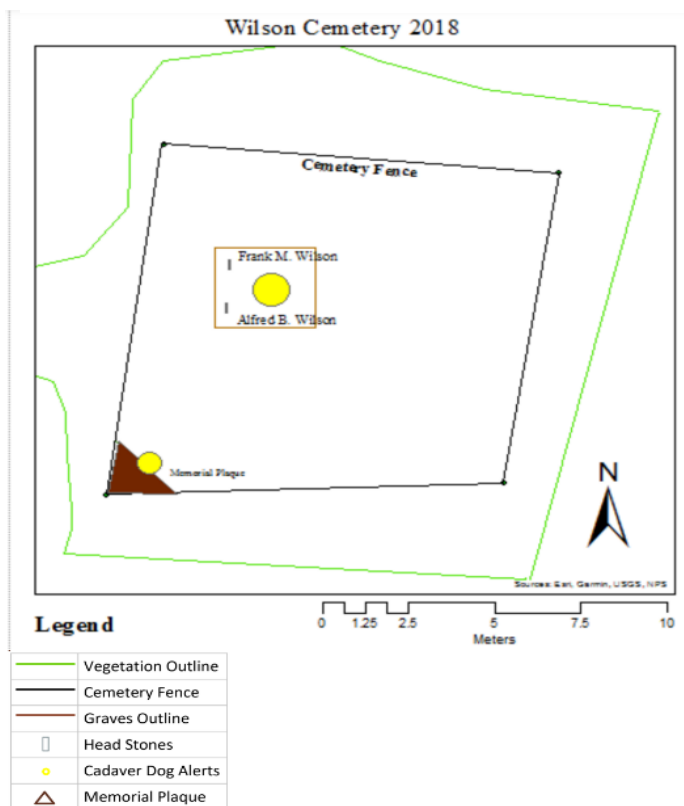 Wilson Cemetery 2018
Cemetery Fence
Frank M. Wilson
Alfred B. Wilson
Memorial Plaque
N
Sources: Esri, Garmin, USGS, NPS
Legend
0 1.25 2.5 5 7.5 10
Meters
Vegetation Outline
Cemetery Fence
Graves Outline
Head Stones
Cadaver Dog Alerts
Memorial Plaque